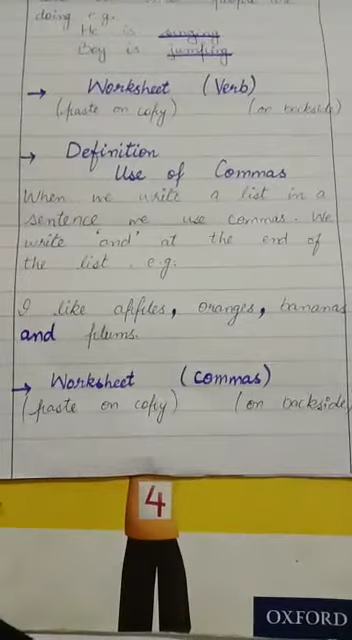 people
doing e.g.
He is singing
Boy is jumping
→ Worksheet (Verb)
(paste on copy) (on backside)
→ Definition
Use of Commas
When we write a list in a
sentence we use commas. We
write 'and' at the end of
the list. e.g.
I like apples, oranges, bananas
and plums.
→ Worksheet (Commas)
(paste on copy) (on backside
4
OXFORD